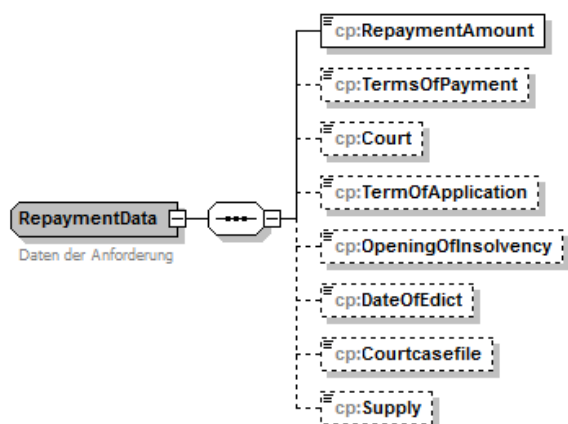 cp:RepaymentAmount
cp:TermsOfPayment
cp:Court
cp:TermOfApplication
RepaymentData
Daten der Anforderung
cp:OpeningOfInsolvency
cp:DateOfEdict
cp:Courtcasefile
cp:Supply